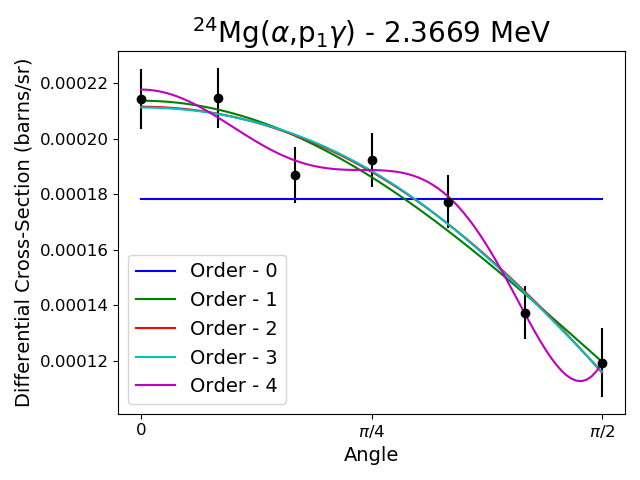 ²⁴Mg(α,p₁γ) - 2.3669 MeV
Differential Cross-Section (barns/sr)
0.00022
0.00020
0.00018
0.00016
0.00014
0.00012
Order - 0
Order - 1
Order - 2
Order - 3
Order - 4
0 π/4 π/2
Angle